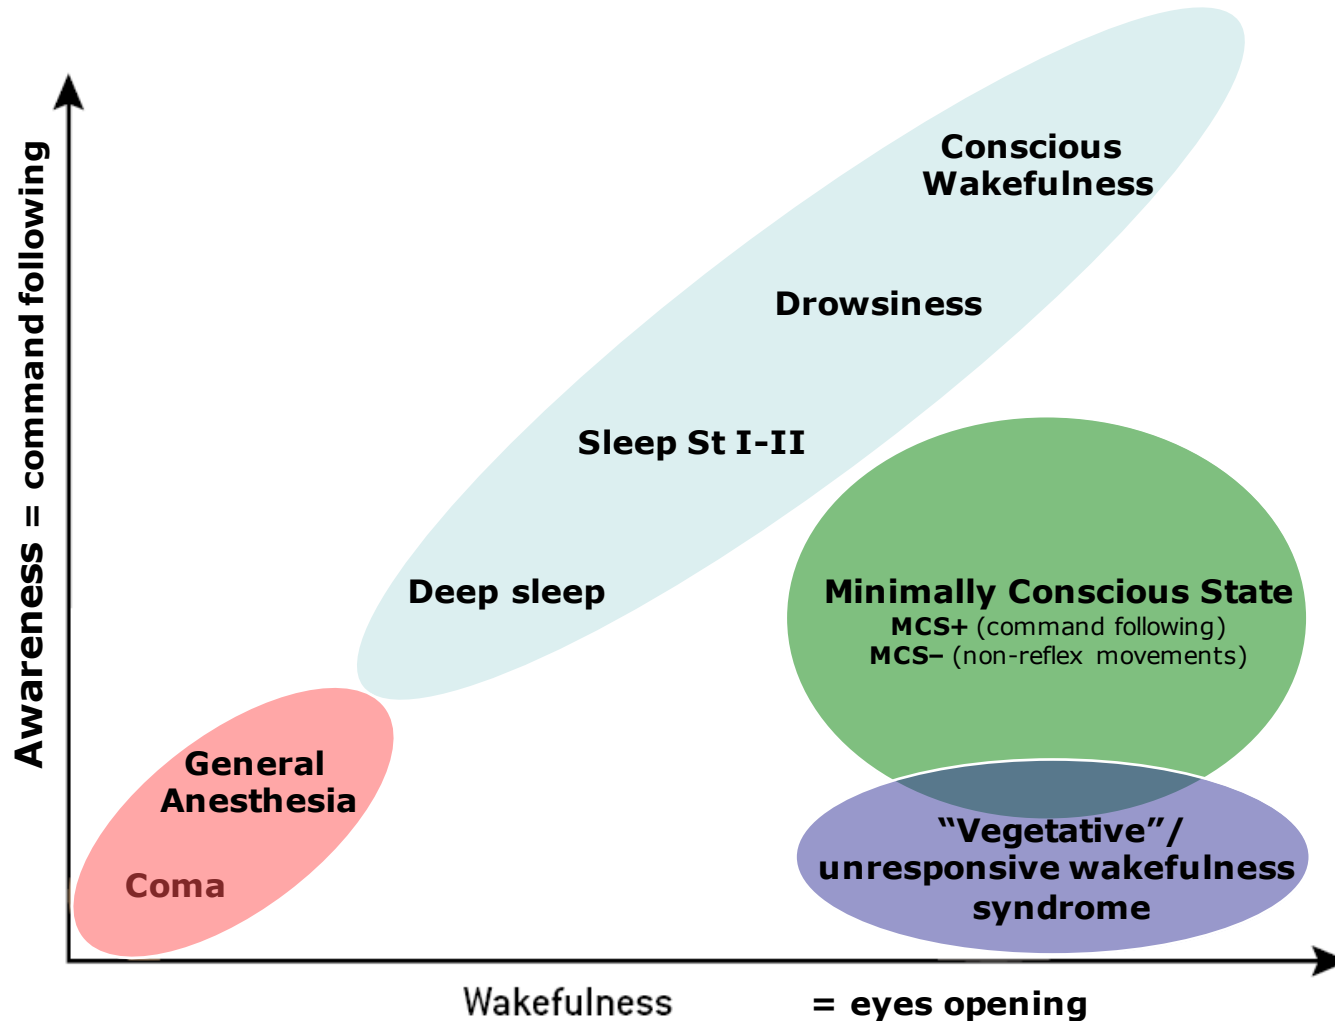 Awareness = command following
Conscious
Wakefulness
Drowsiness
Sleep St I-II
Deep sleep
Minimally Conscious State
MCS+ (command following)
MCS– (non-reflex movements)
General
Anesthesia
Coma
“Vegetative”/
unresponsive wakefulness
syndrome
Wakefulness = eyes opening